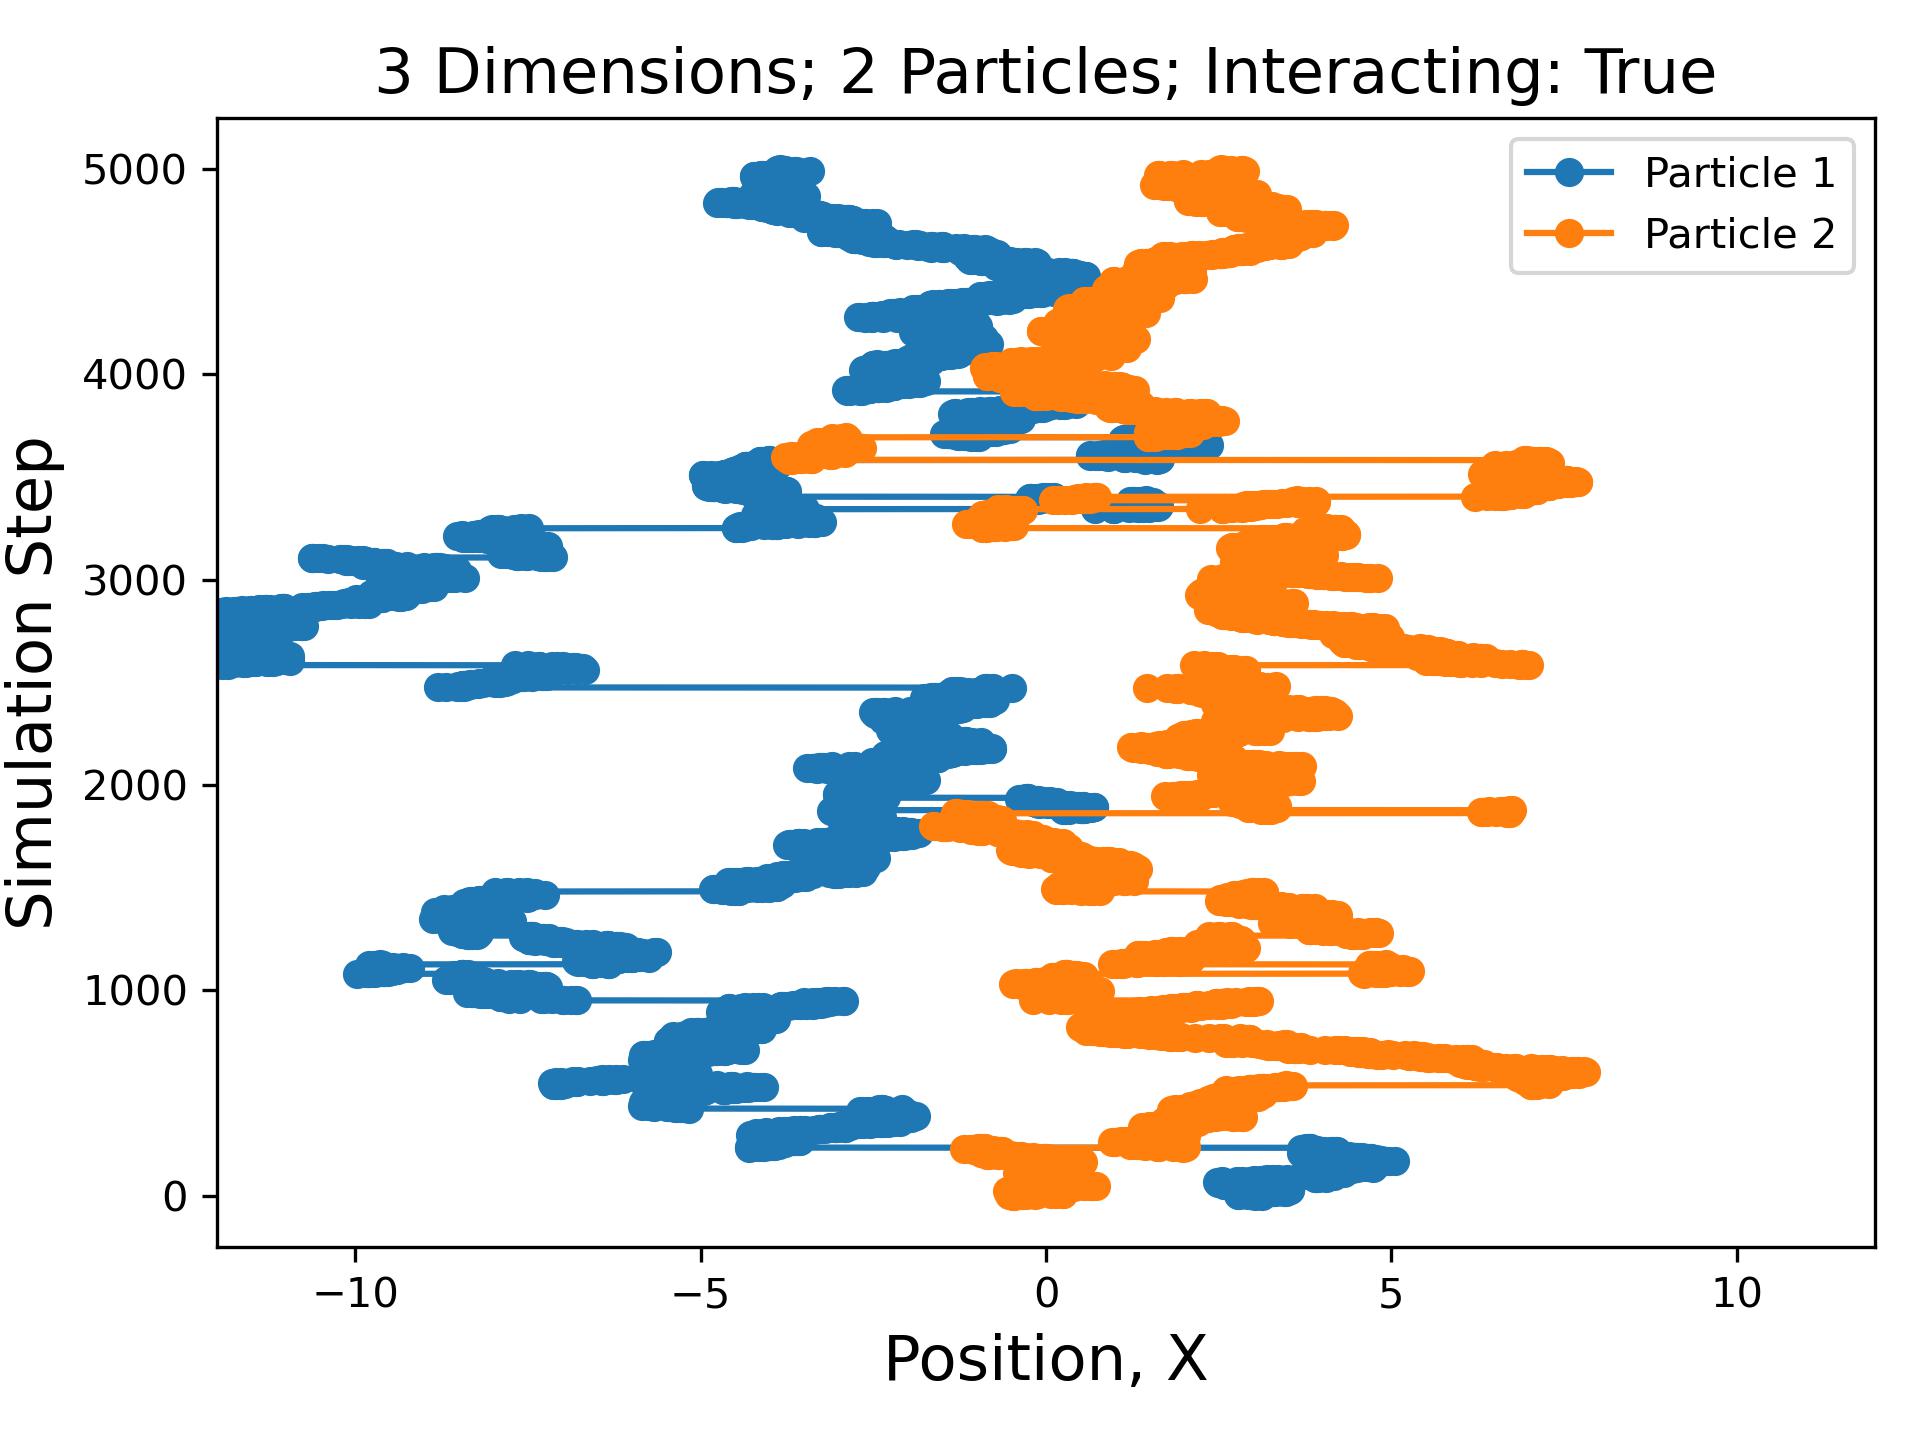 3 Dimensions; 2 Particles; Interacting: True
Particle 1
Particle 2
Simulation Step
5000
4000
3000
2000
1000
0
−10
−5
0
5
10
Position, X